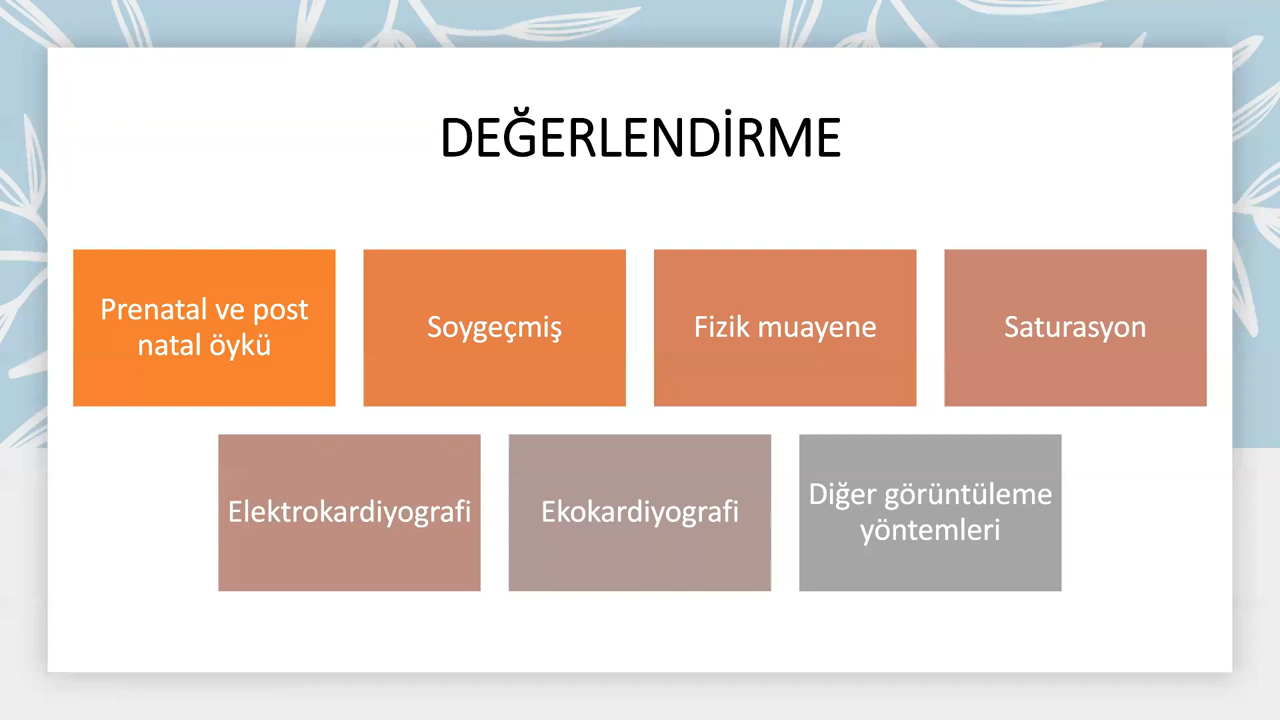 DEĞERLENDİRME
Prenatal ve post
natal öykü
Soygeçmiş
Fizik muayene
Saturasyon
Elektrokardiyografi
Ekokardiyografi
Diğer görüntüleme
yöntemleri